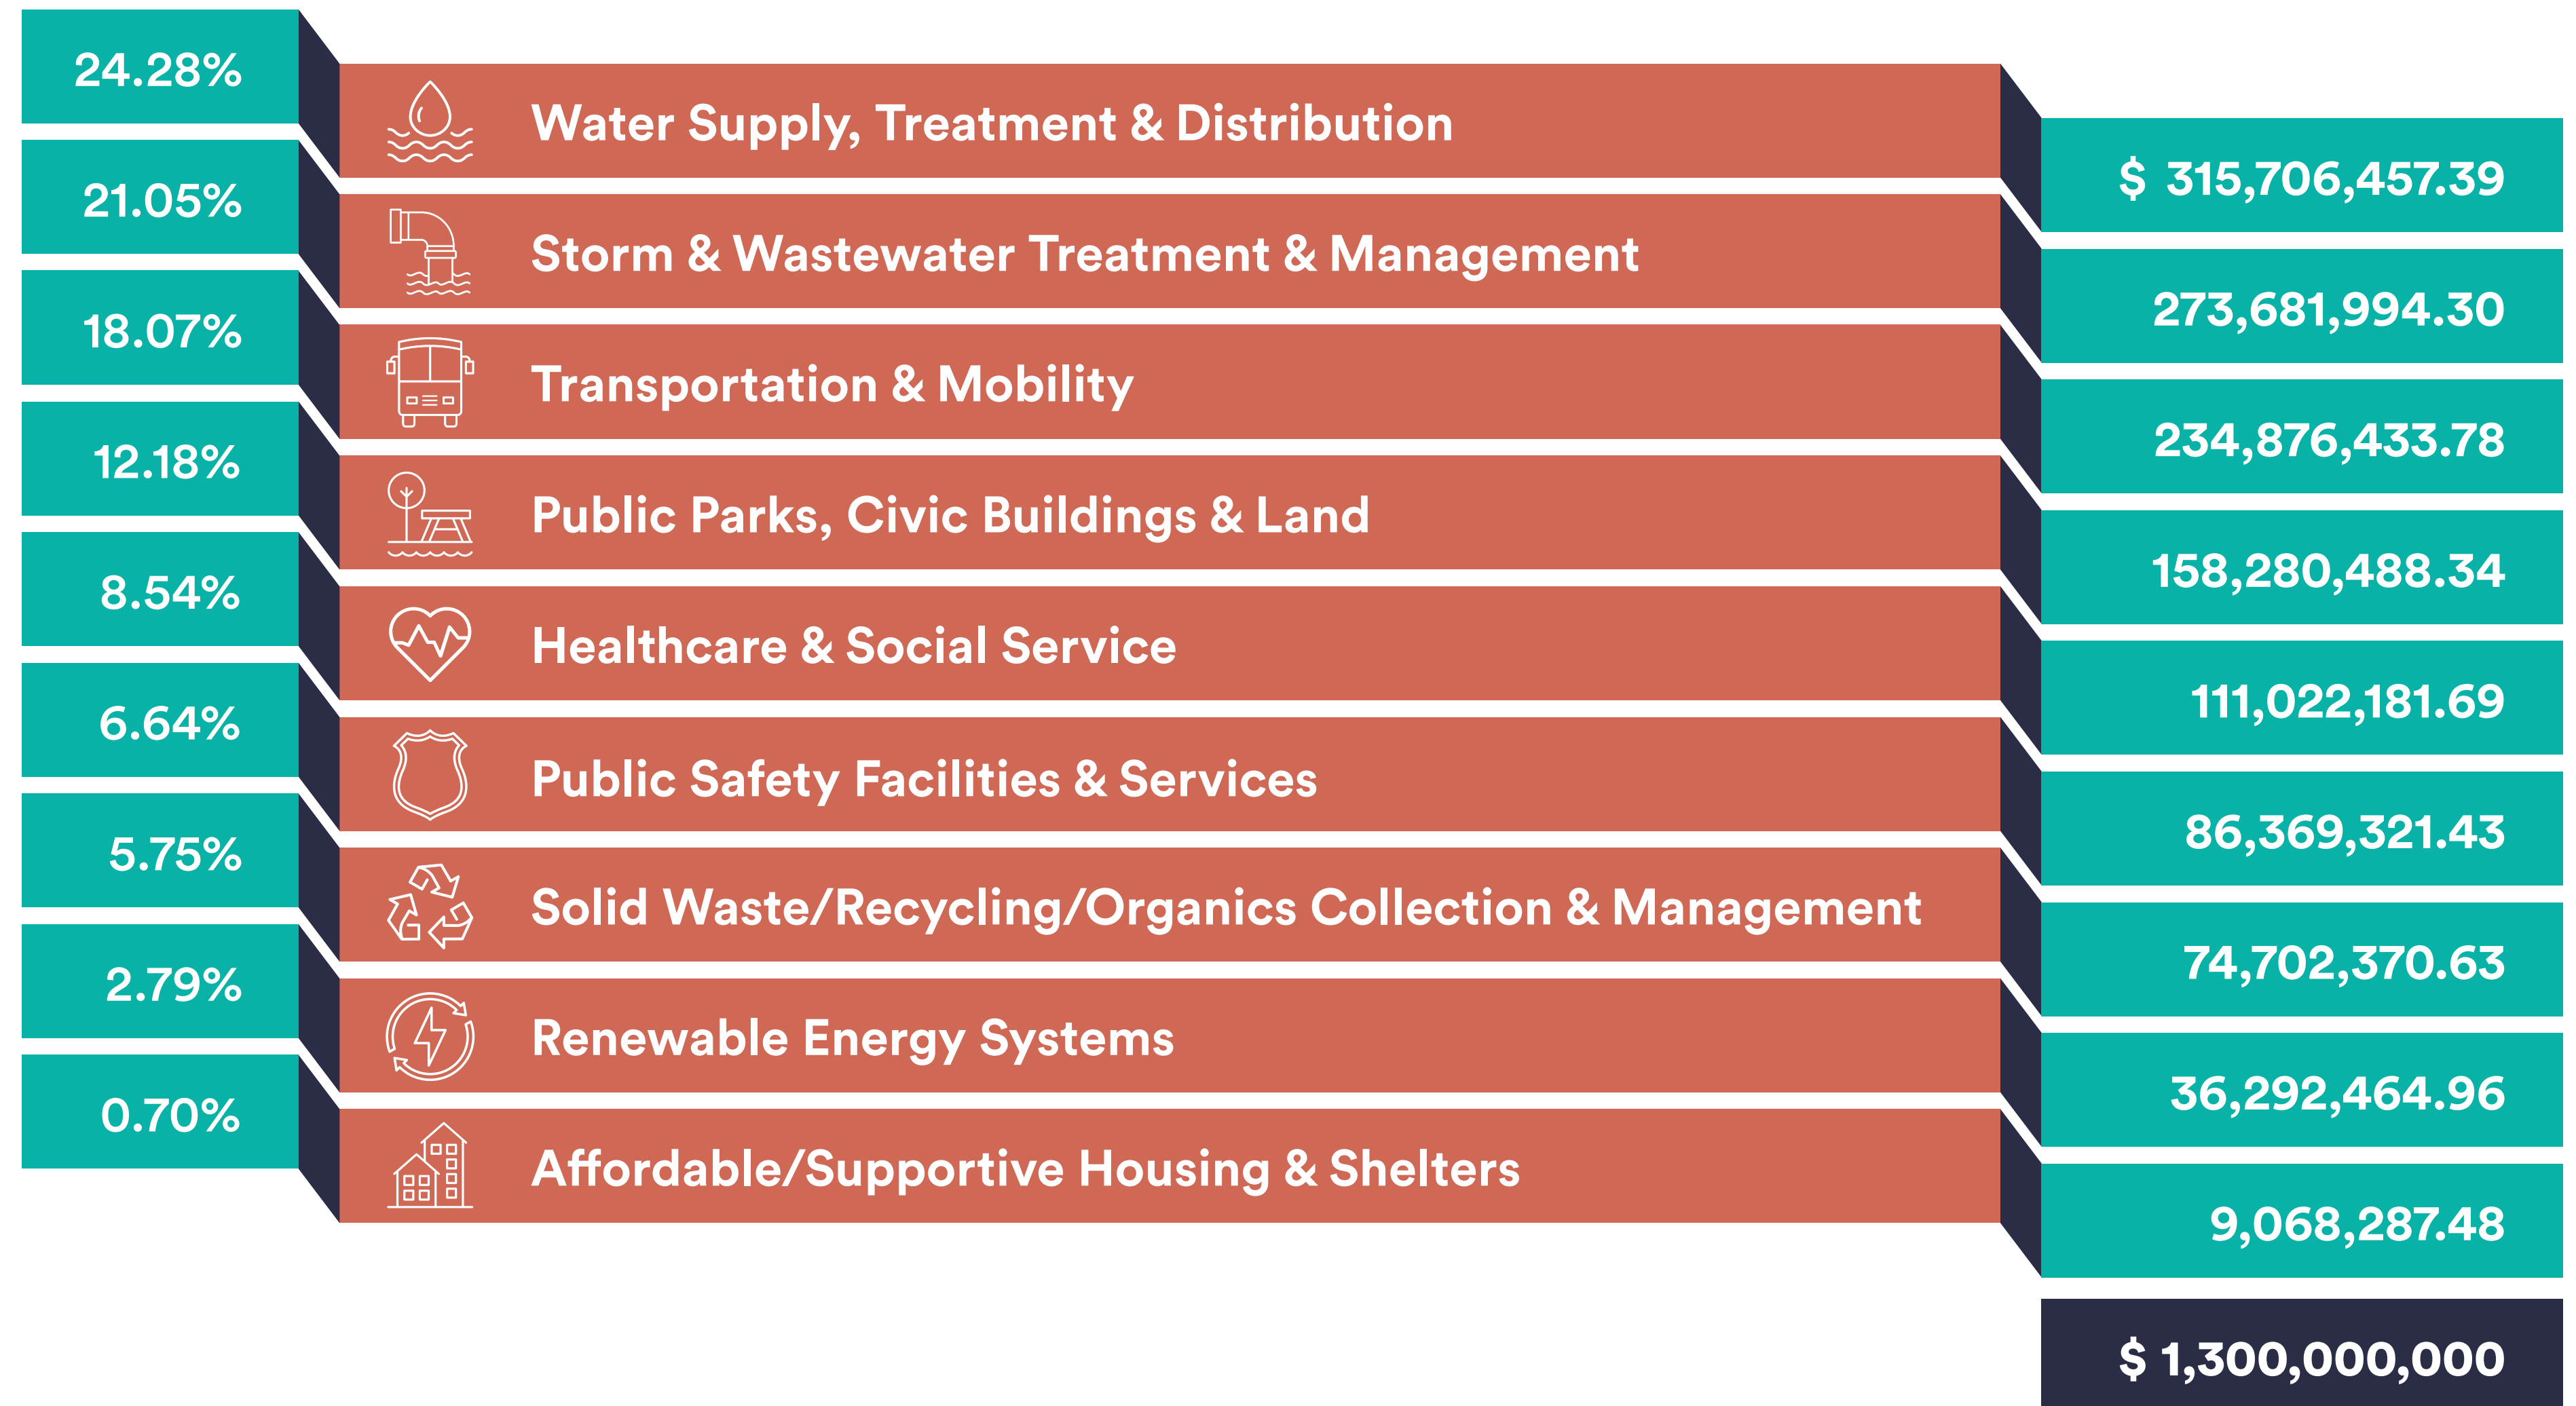 24.28% Water Supply, Treatment & Distribution $ 315,706,457.39
21.05% Storm & Wastewater Treatment & Management 273,681,994.30
18.07% Transportation & Mobility 234,876,433.78
12.18% Public Parks, Civic Buildings & Land 158,280,488.34
8.54% Healthcare & Social Service 111,022,181.69
6.64% Public Safety Facilities & Services 86,369,321.43
5.75% Solid Waste/Recycling/Organics Collection & Management 74,702,370.63
2.79% Renewable Energy Systems 36,292,464.96
0.70% Affordable/Supportive Housing & Shelters 9,068,287.48
$ 1,300,000,000